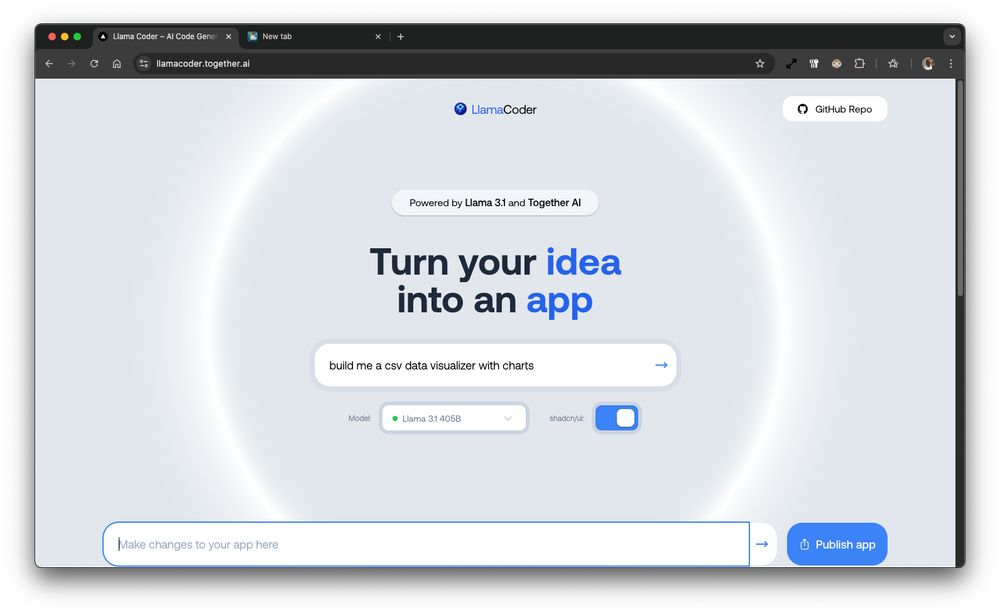 Llama Coder – AI Code Gene
New tab
llamacoder.together.ai
LlamaCoder
GitHub Repo
Powered by Llama 3.1 and Together AI
Turn your idea
into an app
build me a csv data visualizer with charts
Model:
Llama 3.1 405B
shadcn/ui:
Make changes to your app here
Publish app